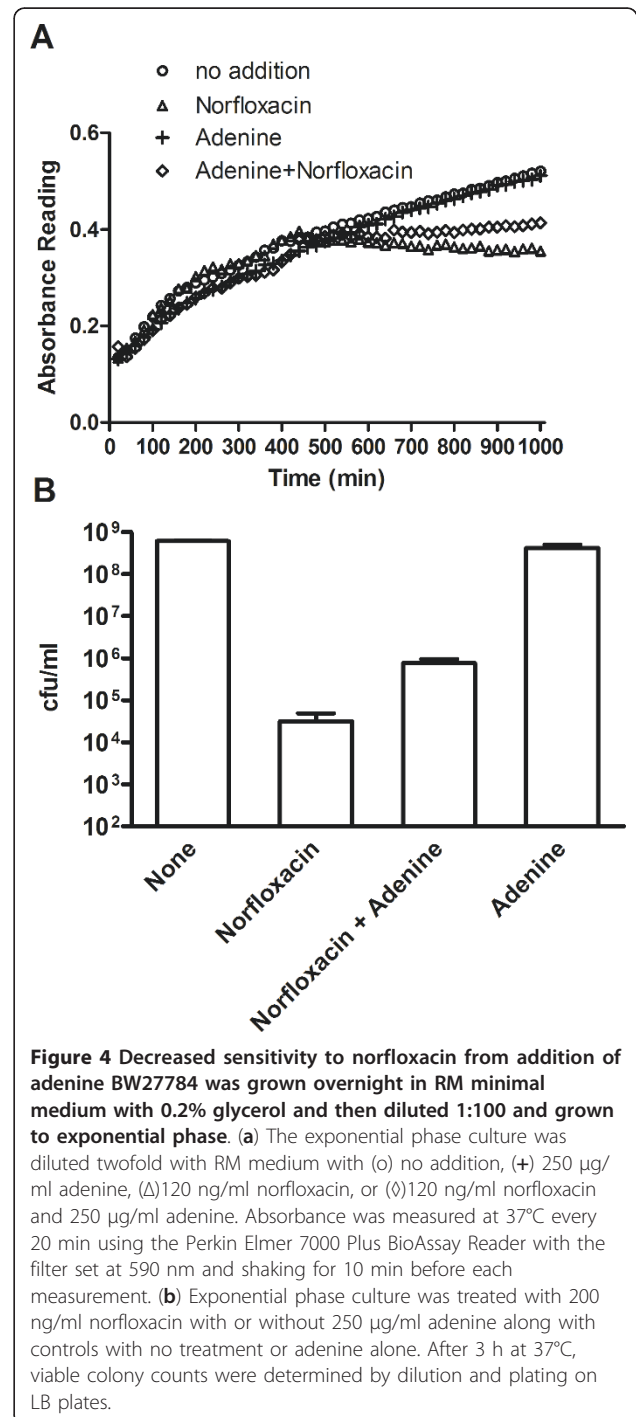 A
no addition
Norfloxacin
Adenine
Adenine+Norfloxacin
0.6
0.4
0.2
0.0
Absorbance Reading
0 100 200 300 400 500 600 700 800 900 1000
Time (min)
B
10⁹
10⁸
10⁷
10⁶
10⁵
10⁴
10³
10²
cfu/ml
None
Norfloxacin
Norfloxacin + Adenine
Adenine
Figure 4 Decreased sensitivity to norfloxacin from addition of
adenine BW27784 was grown overnight in RM minimal
medium with 0.2% glycerol and then diluted 1:100 and grown
to exponential phase. (a) The exponential phase culture was
diluted twofold with RM medium with (o) no addition, (+) 250 μg/
ml adenine, (Δ)120 ng/ml norfloxacin, or (◊)120 ng/ml norfloxacin
and 250 μg/ml adenine. Absorbance was measured at 37°C every
20 min using the Perkin Elmer 7000 Plus BioAssay Reader with the
filter set at 590 nm and shaking for 10 min before each
measurement. (b) Exponential phase culture was treated with 200
ng/ml norfloxacin with or without 250 μg/ml adenine along with
controls with no treatment or adenine alone. After 3 h at 37°C,
viable colony counts were determined by dilution and plating on
LB plates.